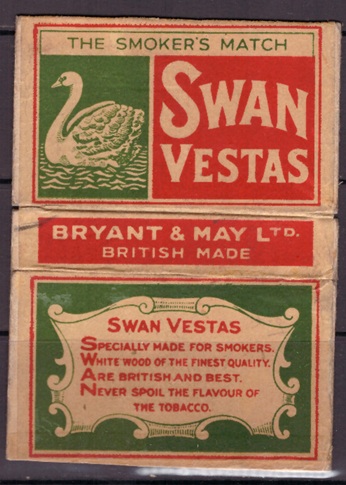 THE SMOKER'S MATCH
SWAN
VESTAS
BRYANT & MAY LTD.
BRITISH MADE
SWAN VESTAS
SPECIALLY MADE FOR SMOKERS.
WHITE WOOD OF THE FINEST QUALITY.
ARE BRITISH AND BEST.
NEVER SPOIL THE FLAVOUR OF
THE TOBACCO.